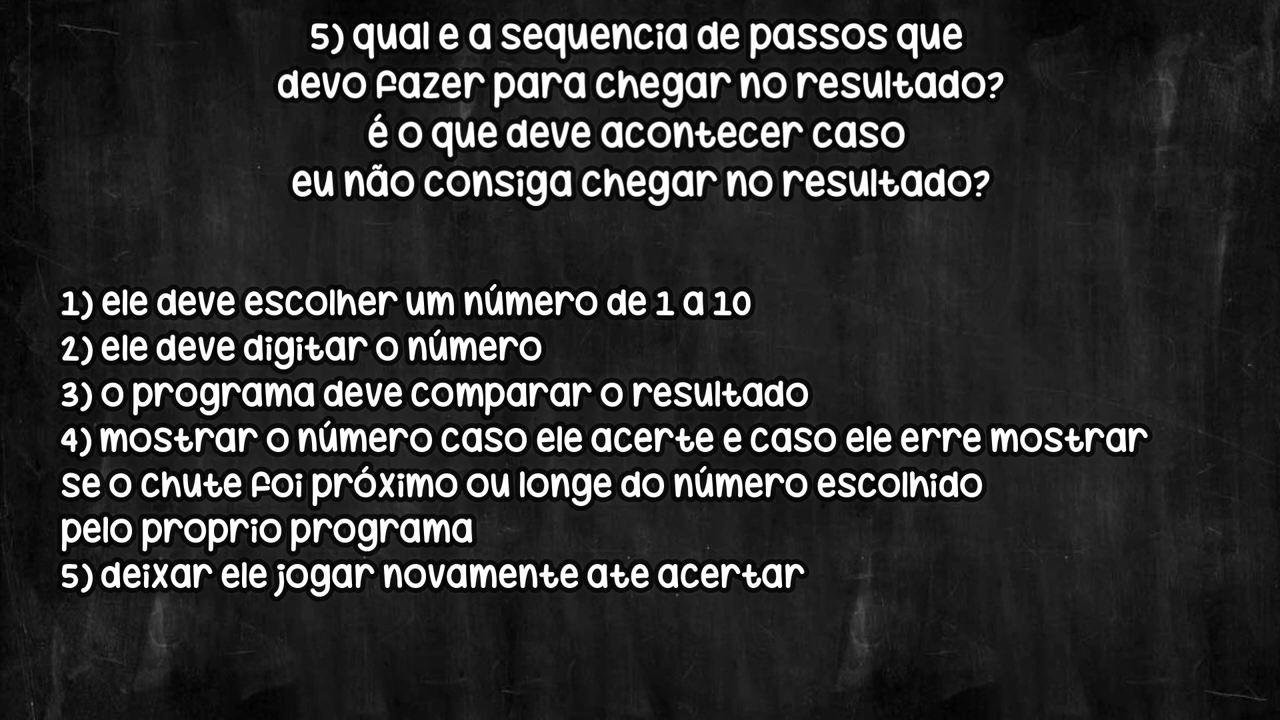 5) qual e a sequencia de passos que
devo fazer para chegar no resultado?
é o que deve acontecer caso
eu não consiga chegar no resultado?
1) ele deve escolher um número de 1 a 10
2) ele deve digitar o número
3) o programa deve comparar o resultado
4) mostrar o número caso ele acerte e caso ele erre mostrar
se o chute foi próximo ou longe do número escolhido
pelo proprio programa
5) deixar ele jogar novamente ate acertar